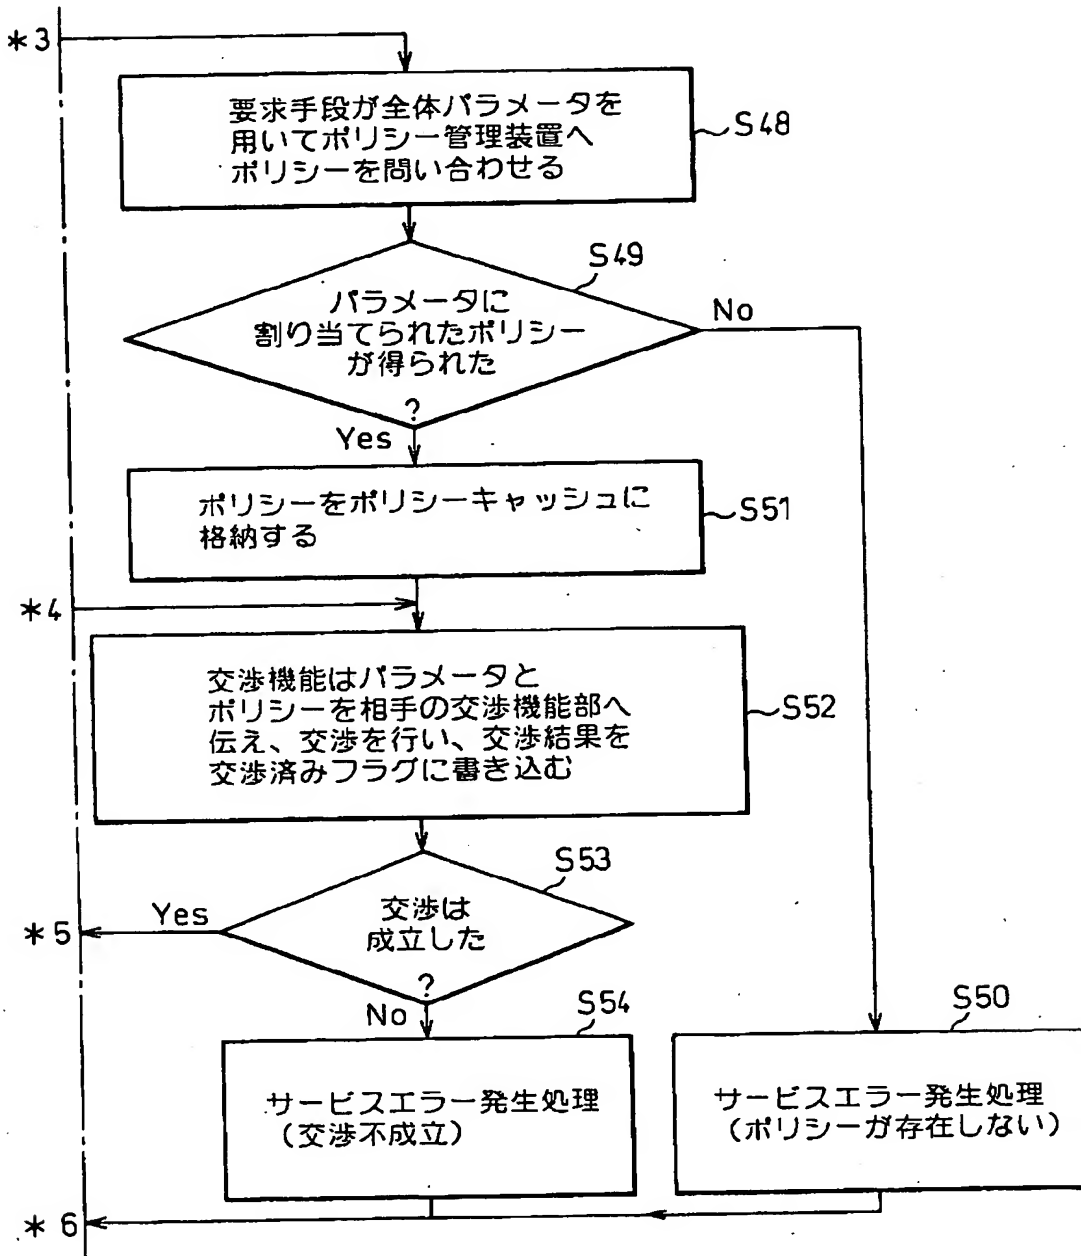 *3
要求手段が全体パラメータを
用いてポリシー管理装置へ
ポリシーを問い合わせる
S48
S49
パラメータに
割り当てられたポリシー
が得られた
?
No
Yes
ポリシーをポリシーキャッシュに
格納する
S51
*4
交渉機能はパラメータと
ポリシーを相手の交渉機能部へ
伝え、交渉を行い、交渉結果を
交渉済みフラグに書き込む
S52
S53
交渉は
成立した
?
Yes
*5
No
S54
サービスエラー発生処理
(交渉不成立)
S50
サービスエラー発生処理
(ポリシーが存在しない)
*6